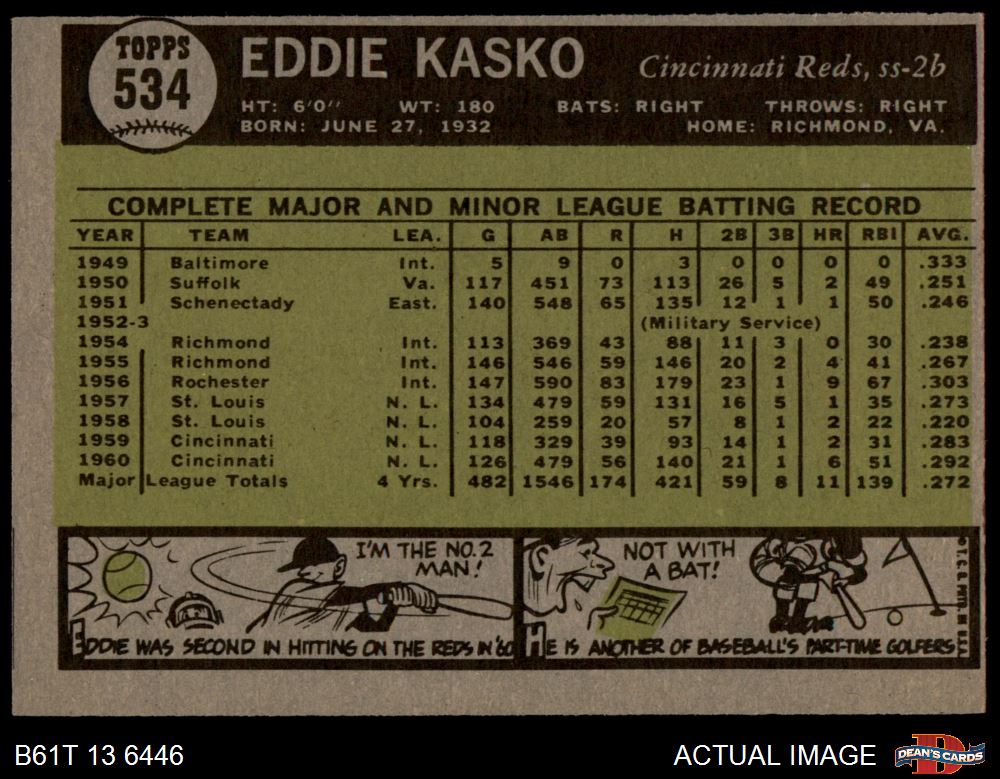 TOPPS
534
EDDIE KASKO
Cincinnati Reds, ss-2b
HT: 6'0" WT: 180 BATS: RIGHT THROWS: RIGHT
BORN: JUNE 27, 1932 HOME: RICHMOND, VA.
COMPLETE MAJOR AND MINOR LEAGUE BATTING RECORD
YEAR TEAM LEA. G AB R H 2B 3B HR RBI AVG.
1949 Baltimore Int. 5 9 0 3 0 0 0 0 .333
1950 Suffolk Va. 117 451 73 113 26 5 2 49 .251
1951 Schenectady East. 140 548 65 135 12 1 1 50 .246
1952-3 (Military Service)
1954 Richmond Int. 113 369 43 88 11 3 0 30 .238
1955 Richmond Int. 146 546 59 146 20 2 4 41 .267
1956 Rochester Int. 147 590 83 179 23 1 9 67 .303
1957 St. Louis N. L. 134 479 59 131 16 5 1 35 .273
1958 St. Louis N. L. 104 259 20 57 8 1 2 22 .220
1959 Cincinnati N. L. 118 329 39 93 14 1 2 31 .283
1960 Cincinnati N. L. 126 479 56 140 21 1 6 51 .292
Major League Totals 4 Yrs. 482 1546 174 421 59 8 11 139 .272
I'M THE NO. 2
MAN!
EDDIE WAS SECOND IN HITTING ON THE REDS IN '60
NOT WITH
A BAT!
HE IS ANOTHER OF BASEBALL'S PART-TIME GOLFERS
© T. C. G. PRTD. IN U.S.A.
B61T 13 6446
ACTUAL IMAGE
DEAN'S CARDS